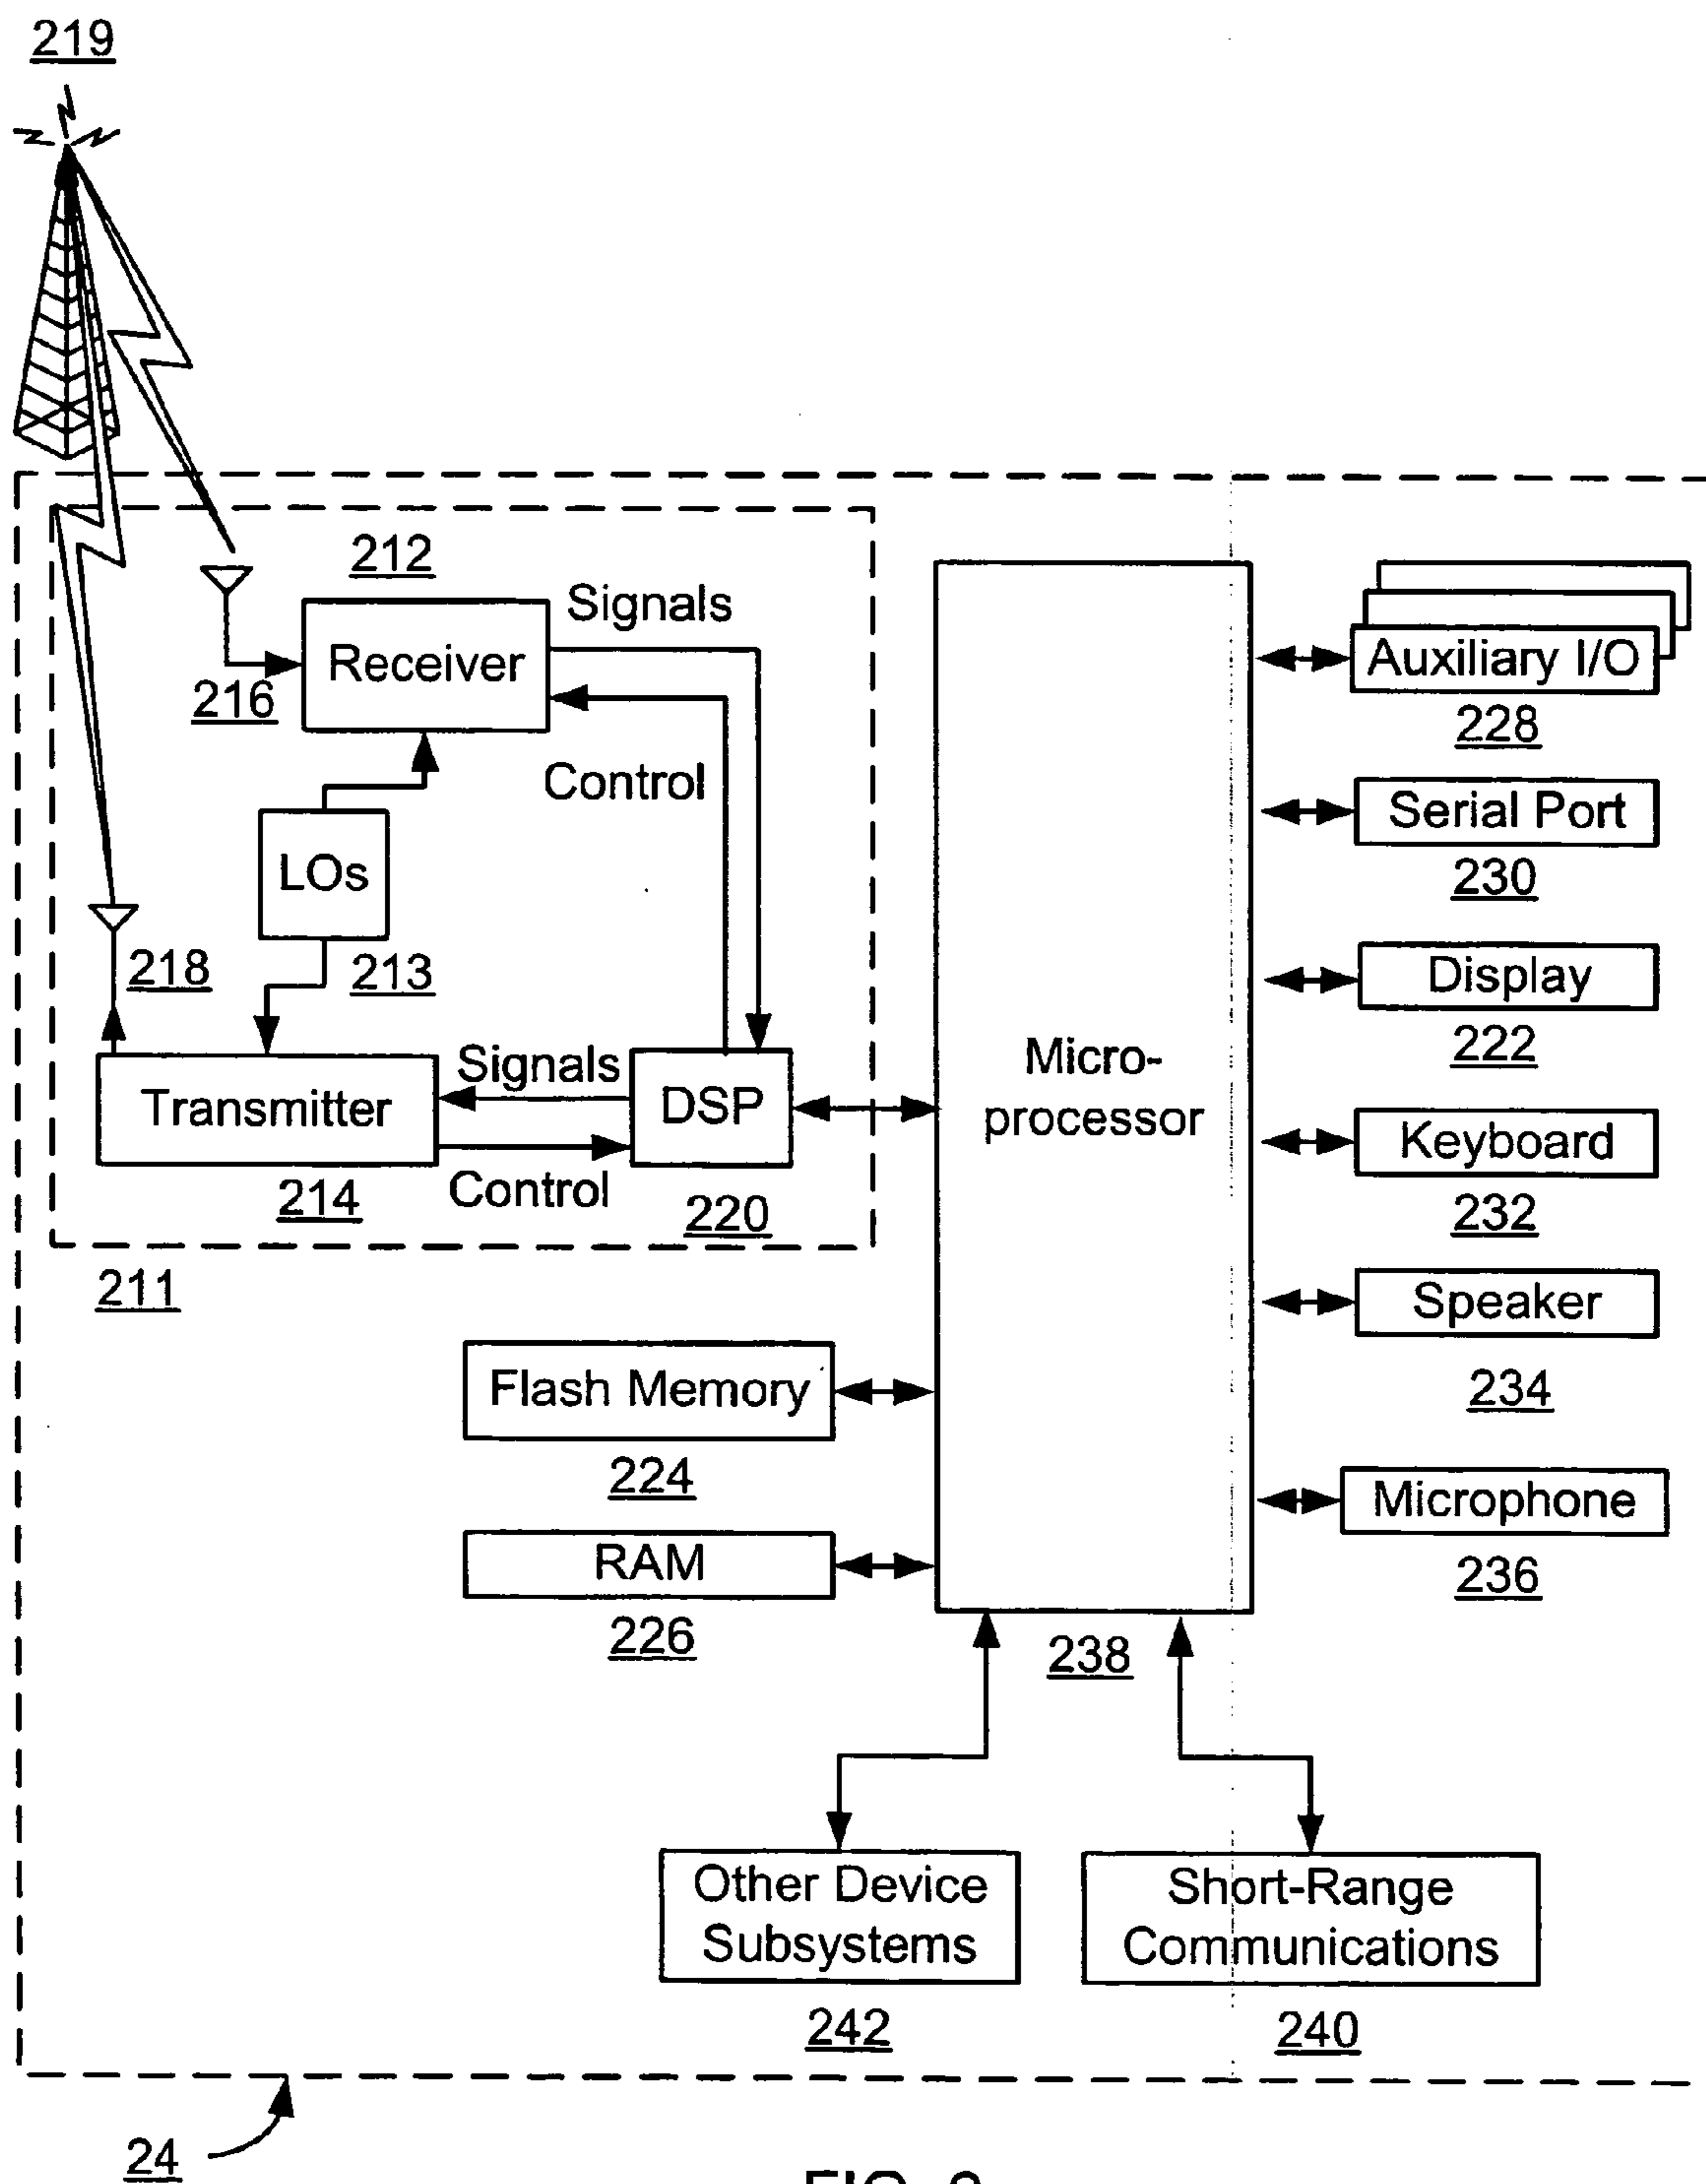 219
212
Signals
Receiver
216
Control
LOs
218
213
Signals
Transmitter
DSP
Control
214
220
211
Micro-
processor
238
Auxiliary I/O
228
Serial Port
230
Display
222
Keyboard
232
Speaker
234
Microphone
236
Flash Memory
224
RAM
226
Other Device
Subsystems
242
Short-Range
Communications
240
24